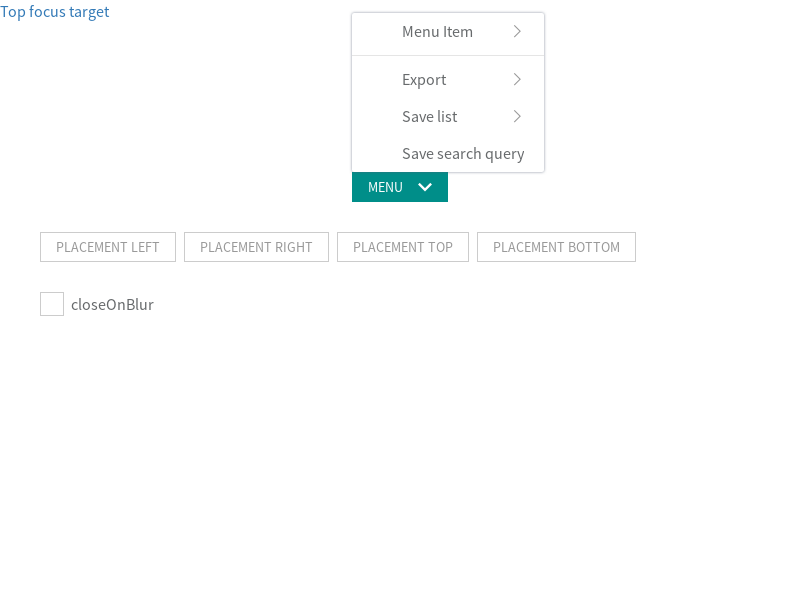 Top focus target
Menu Item
Export
Save list
Save search query
MENU
PLACEMENT LEFT PLACEMENT RIGHT PLACEMENT TOP PLACEMENT BOTTOM
closeOnBlur